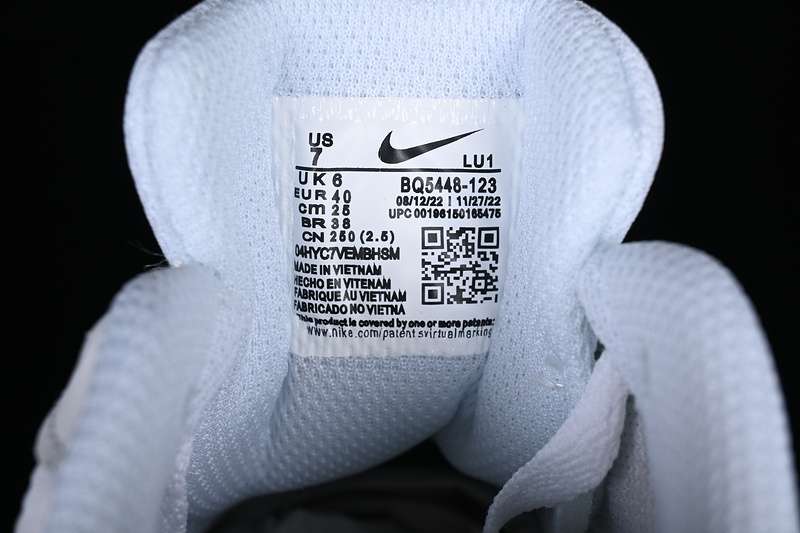 US
7
LU1
UK 6
EUR 40
cm 25
BR 38
CN 250 (2.5)
BQ5448-123
08/12/22 | 11/27/22
UPC 00196150165475
04HYC7VEMBHSM
MADE IN VIETNAM
HECHO EN VITENAM
FABRIQUE AU VIETNAM
FABRICADO NO VIETNA
*This product is covered by one or more patents:
www.nike.com/patentsvirtualmarking